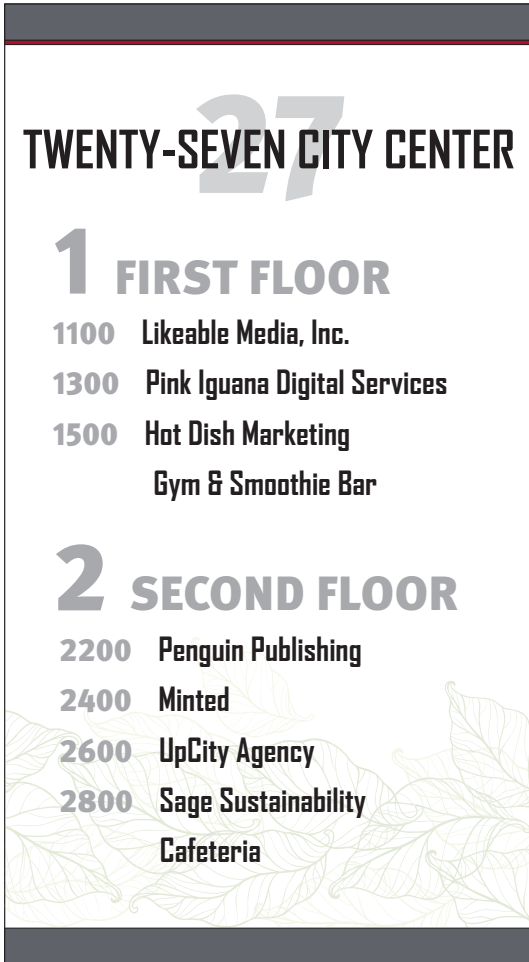 27
TWENTY-SEVEN CITY CENTER
1 FIRST FLOOR
1100 Likeable Media, Inc.
1300 Pink Iguana Digital Services
1500 Hot Dish Marketing
Gym & Smoothie Bar
2 SECOND FLOOR
2200 Penguin Publishing
2400 Minted
2600 UpCity Agency
2800 Sage Sustainability
Cafeteria